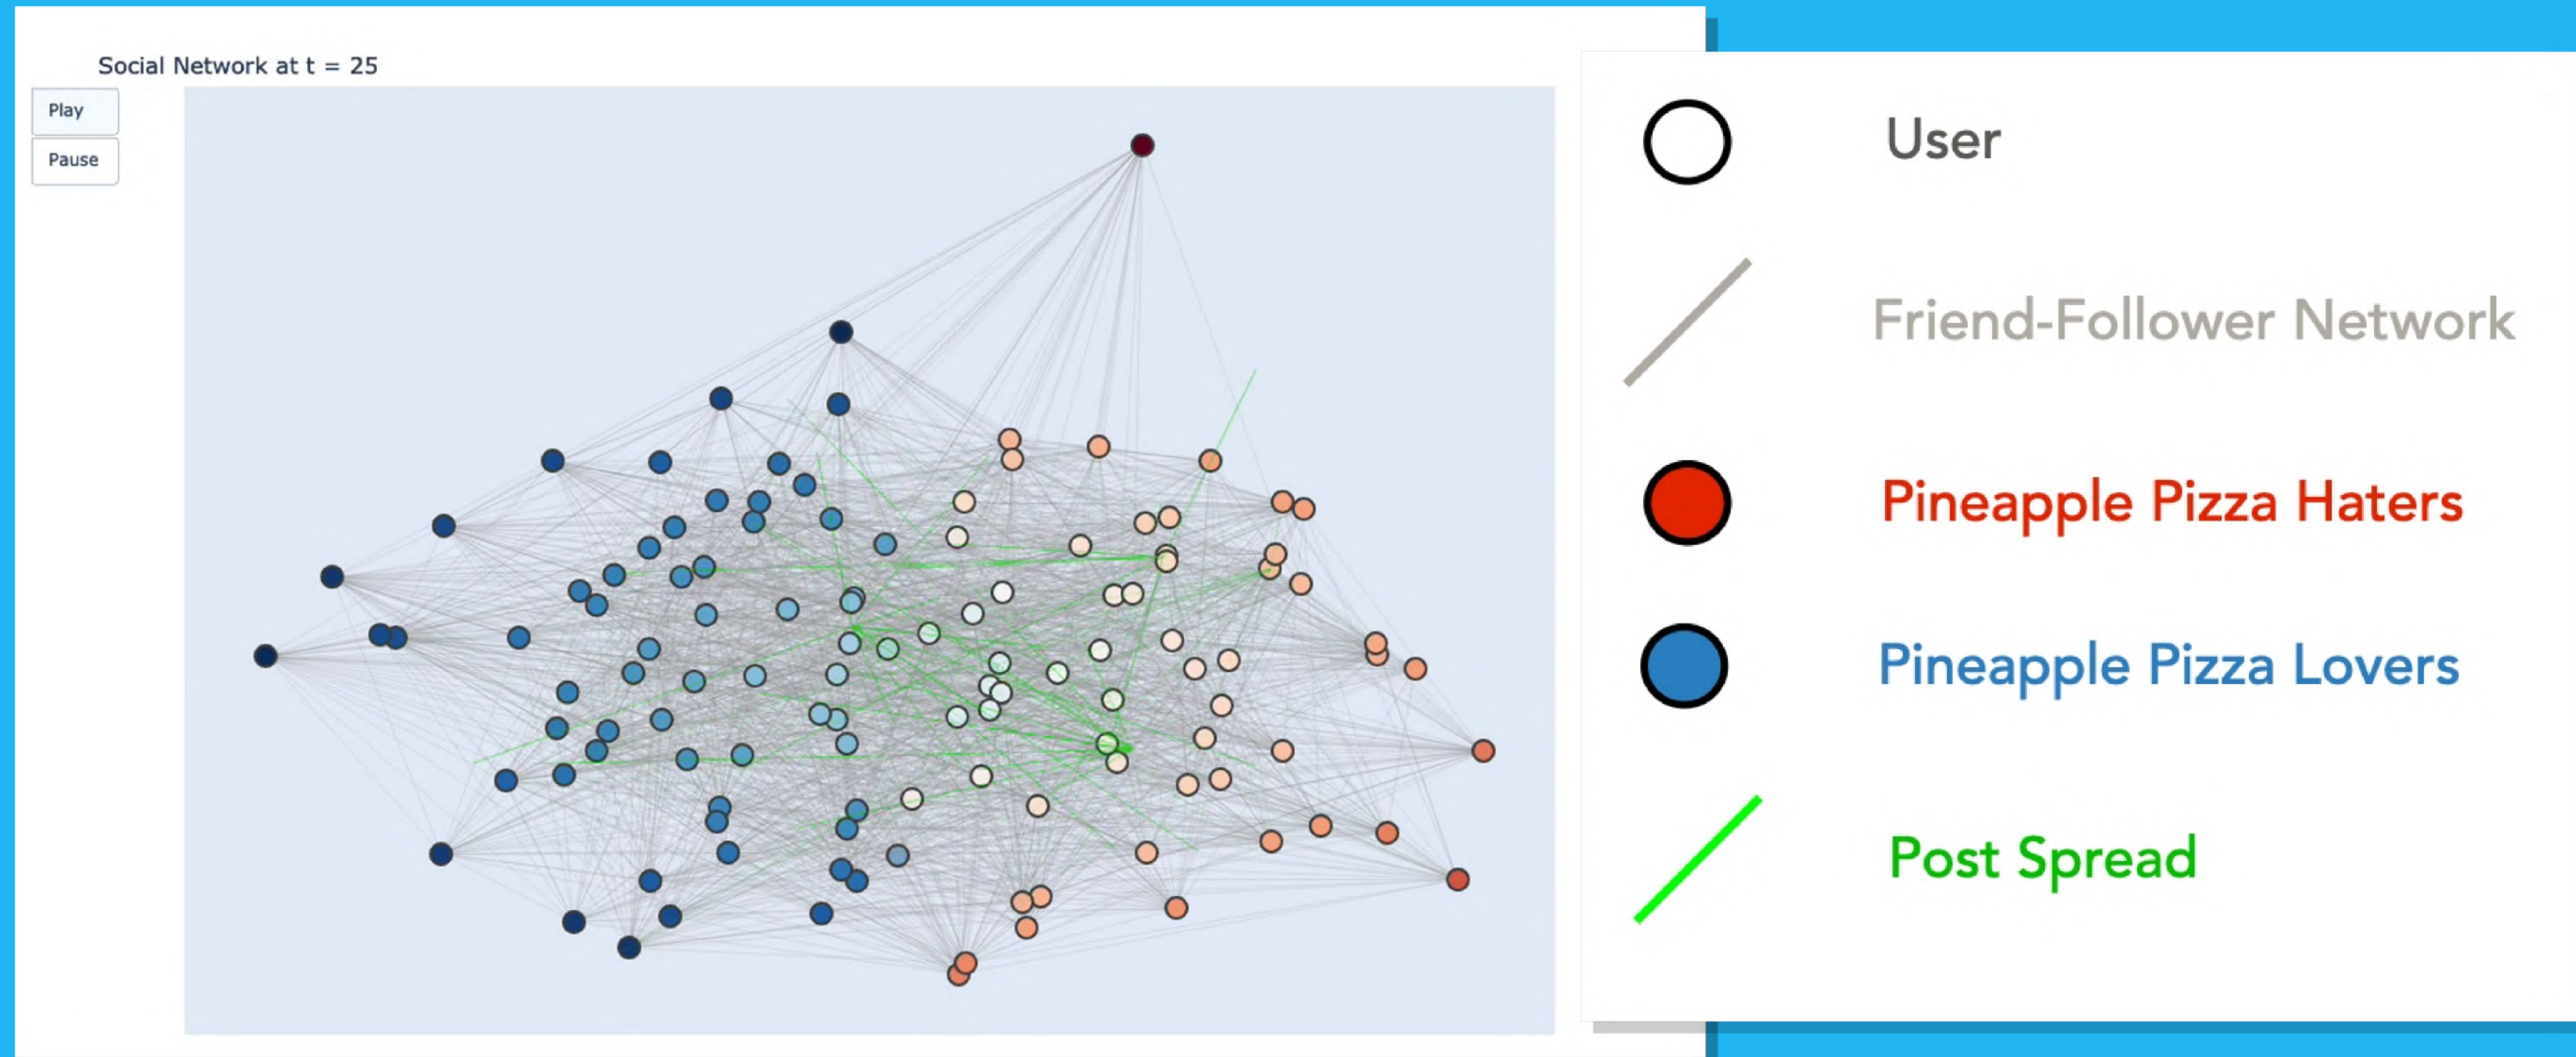 Social Network at t = 25
Play
Pause
User
Friend-Follower Network
Pineapple Pizza Haters
Pineapple Pizza Lovers
Post Spread